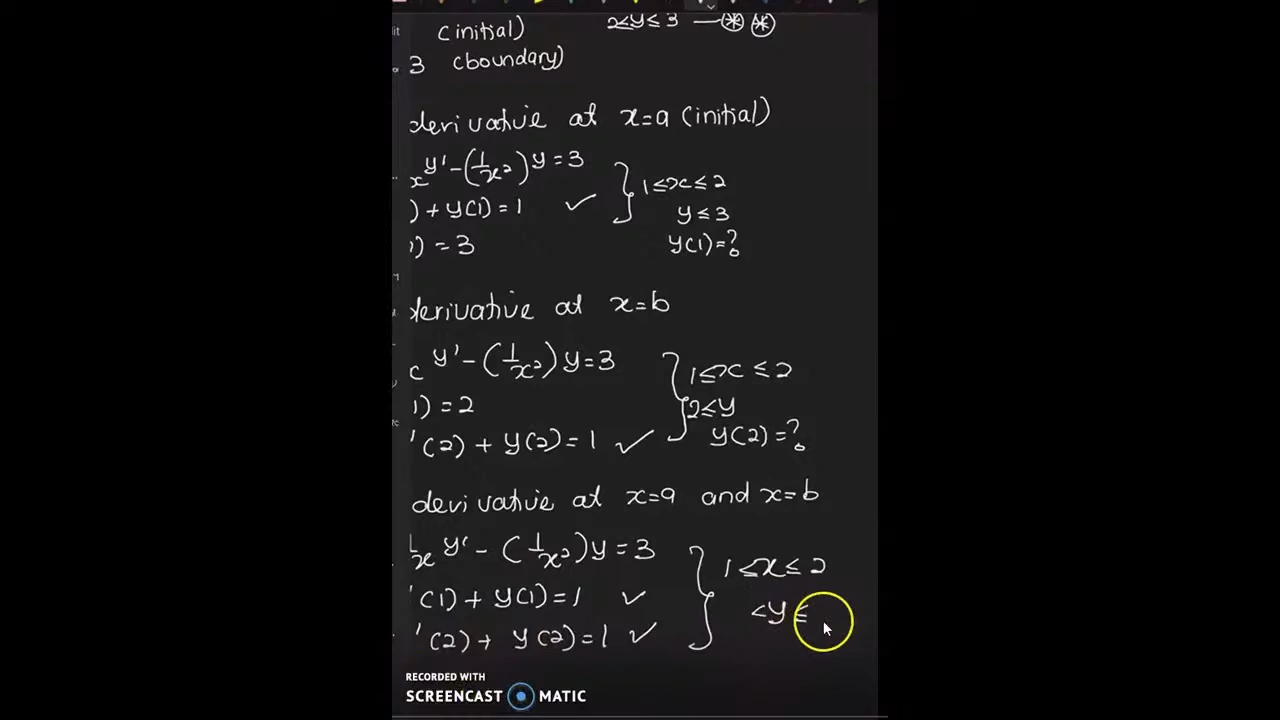 (initial) 2≤y≤3 —⊛⊛
3 (boundary)
derivative at x=a (initial)
x y' - (1/x²) y = 3
) + y(1) = 1 ✓ } 1≤x≤2
y≤3
) = 3 y(1)=?
derivative at x=b
y' - (1/x²) y = 3 } 1≤x≤2
1) = 2 2≤y
'(2) + y(2) = 1 ✓ y(2)=?
derivative at x=a and x=b
1/x y' - (1/x²) y = 3 } 1≤x≤2
'(1) + y(1) = 1 ✓ <y≤
'(2) + y(2) = 1 ✓
RECORDED WITH
SCREENCAST MATIC